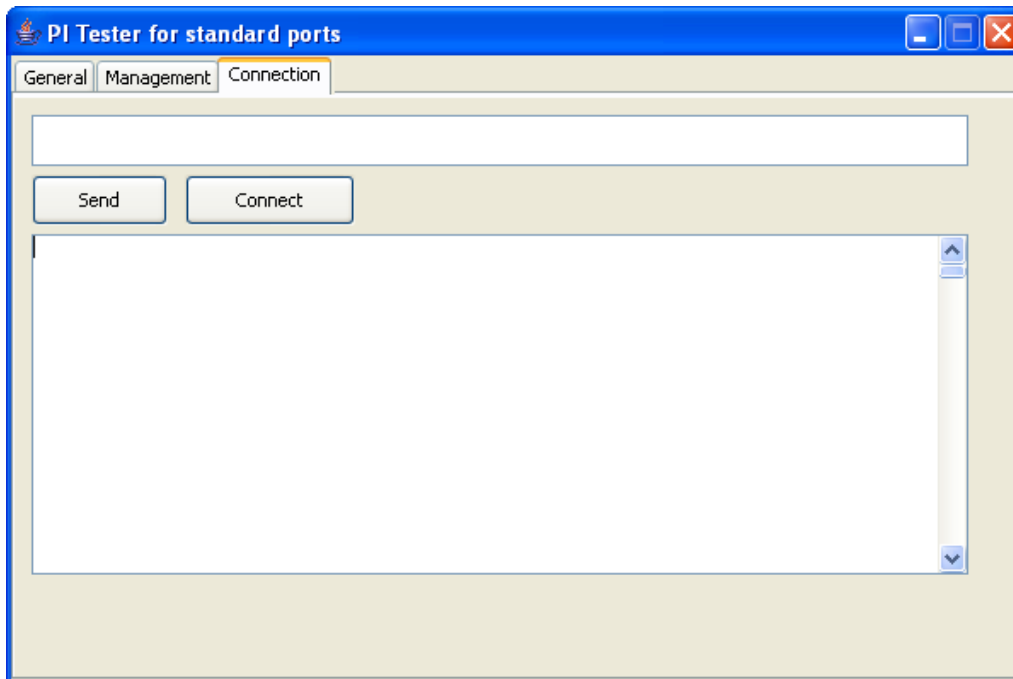 PI Tester for standard ports
General Management Connection
Send Connect